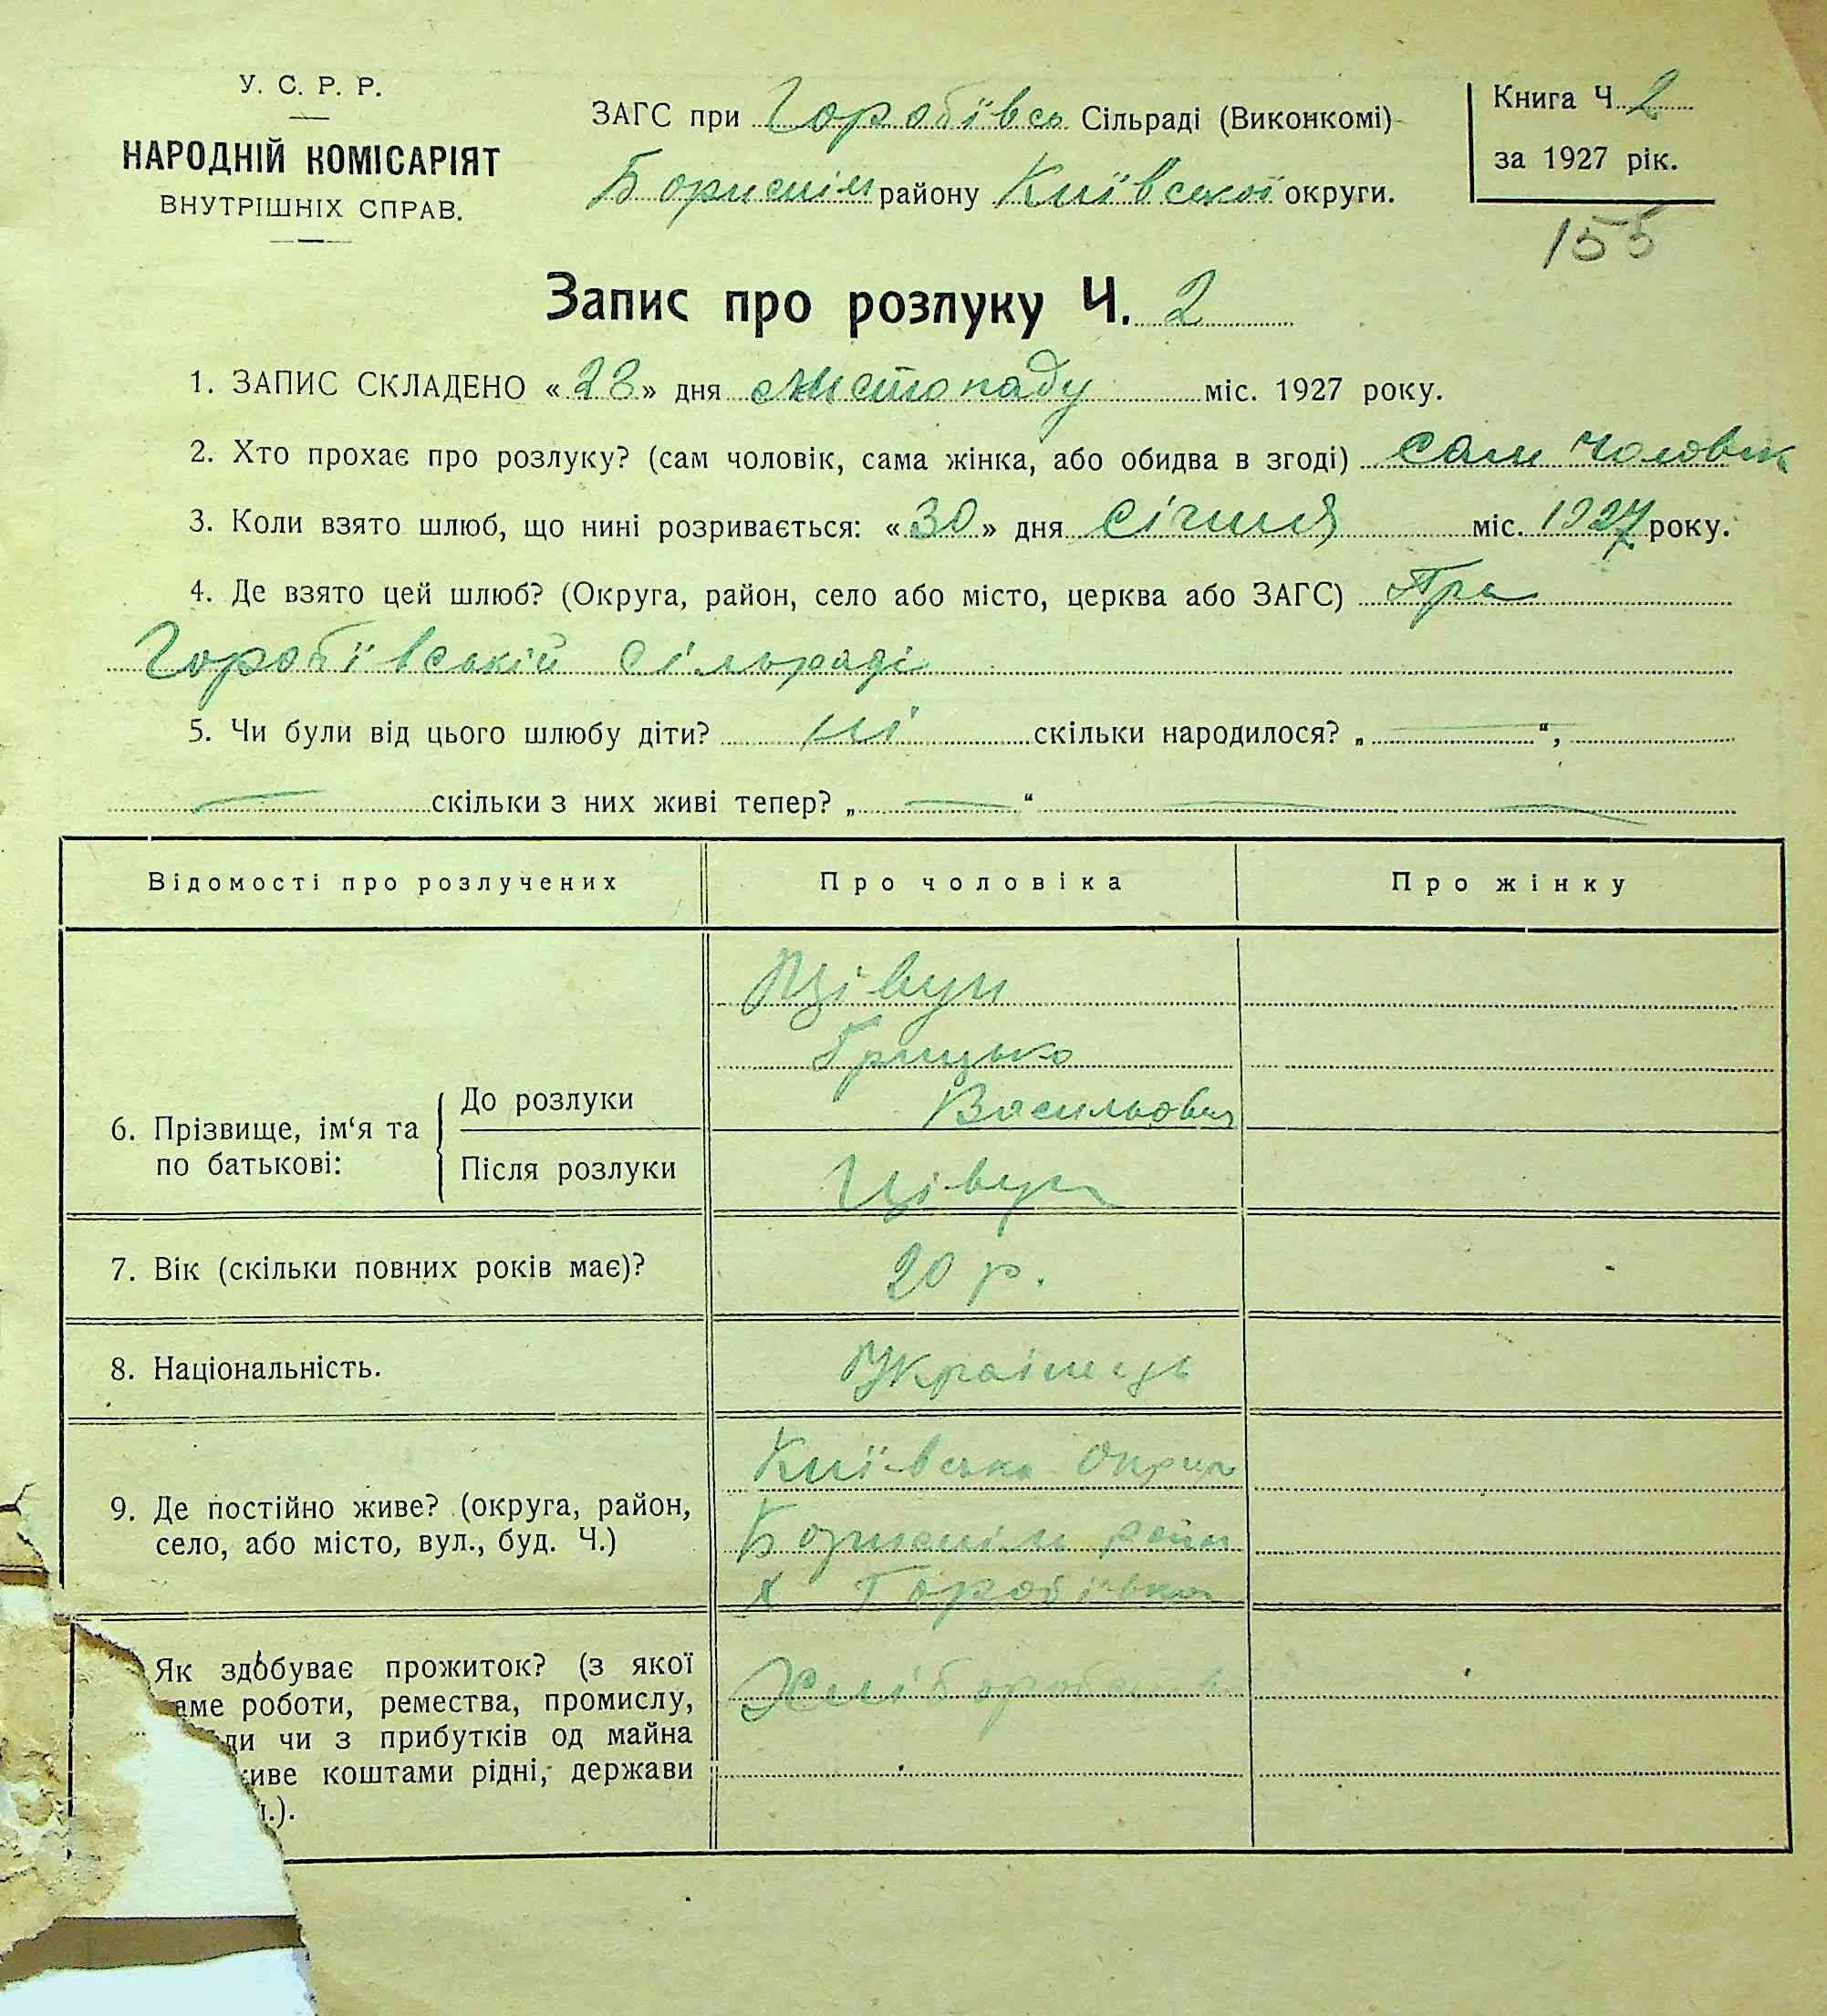 У. С. Р. Р.
НАРОДНІЙ КОМІСАРІЯТ
ВНУТРІШНІХ СПРАВ.
ЗАГС при Горобівсь Сільраді (Виконкомі)
Бориспім району Київської округи.
Книга Ч. 2
за 1927 рік.
155
Запис про розлуку Ч. 2
1. ЗАПИС СКЛАДЕНО «28» дня листопаду міс. 1927 року.
2. Хто прохає про розлуку? (сам чоловік, сама жінка, або обидва в згоді) сам чоловік
3. Коли взято шлюб, що нині розривається: «30» дня січня міс. 1927 року.
4. Де взято цей шлюб? (Округа, район, село або місто, церква або ЗАГС) При
Горобївській сільраді
5. Чи були від цього шлюбу діти? ні скільки народилося? „ — “,
— скільки з них живі тепер? „ — “
Відомості про розлучених
Про чоловіка
Про жінку
6. Прізвище, ім‘я та по батькові:
До розлуки
Цівун
Грицько
Васильович
Після розлуки
Цівун
7. Вік (скільки повних років має)?
20 р.
8. Національність.
Українець
9. Де постійно живе? (округа, район,
село, або місто, вул., буд. Ч.)
Київська Округа
Бориспім район
х Горобіївка
Як здобуває прожиток? (з якої
аме роботи, ремества, промислу,
ди чи з прибутків од майна
живе коштами рідні, держави
.).
Хлібороб